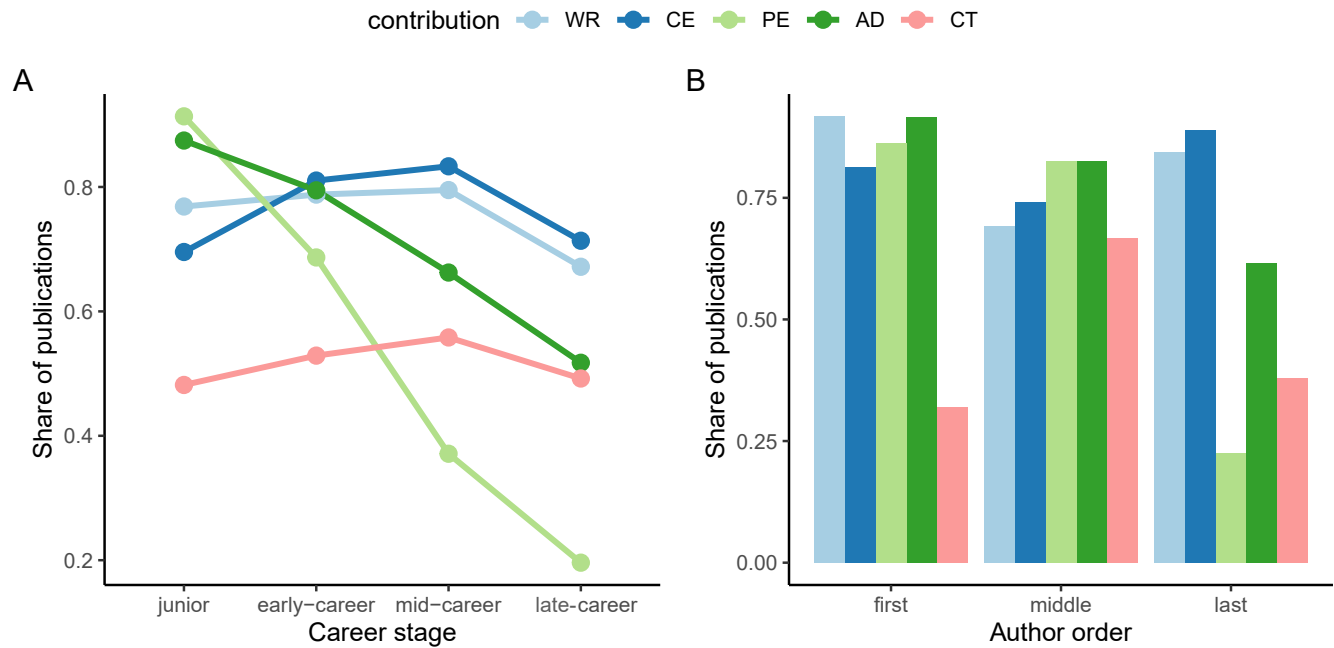 contribution WR CE PE AD CT
A
Share of publications
0.8
0.6
0.4
0.2
junior early−career mid−career late-career
Career stage
B
Share of publications
0.75
0.50
0.25
0.00
first middle last
Author order